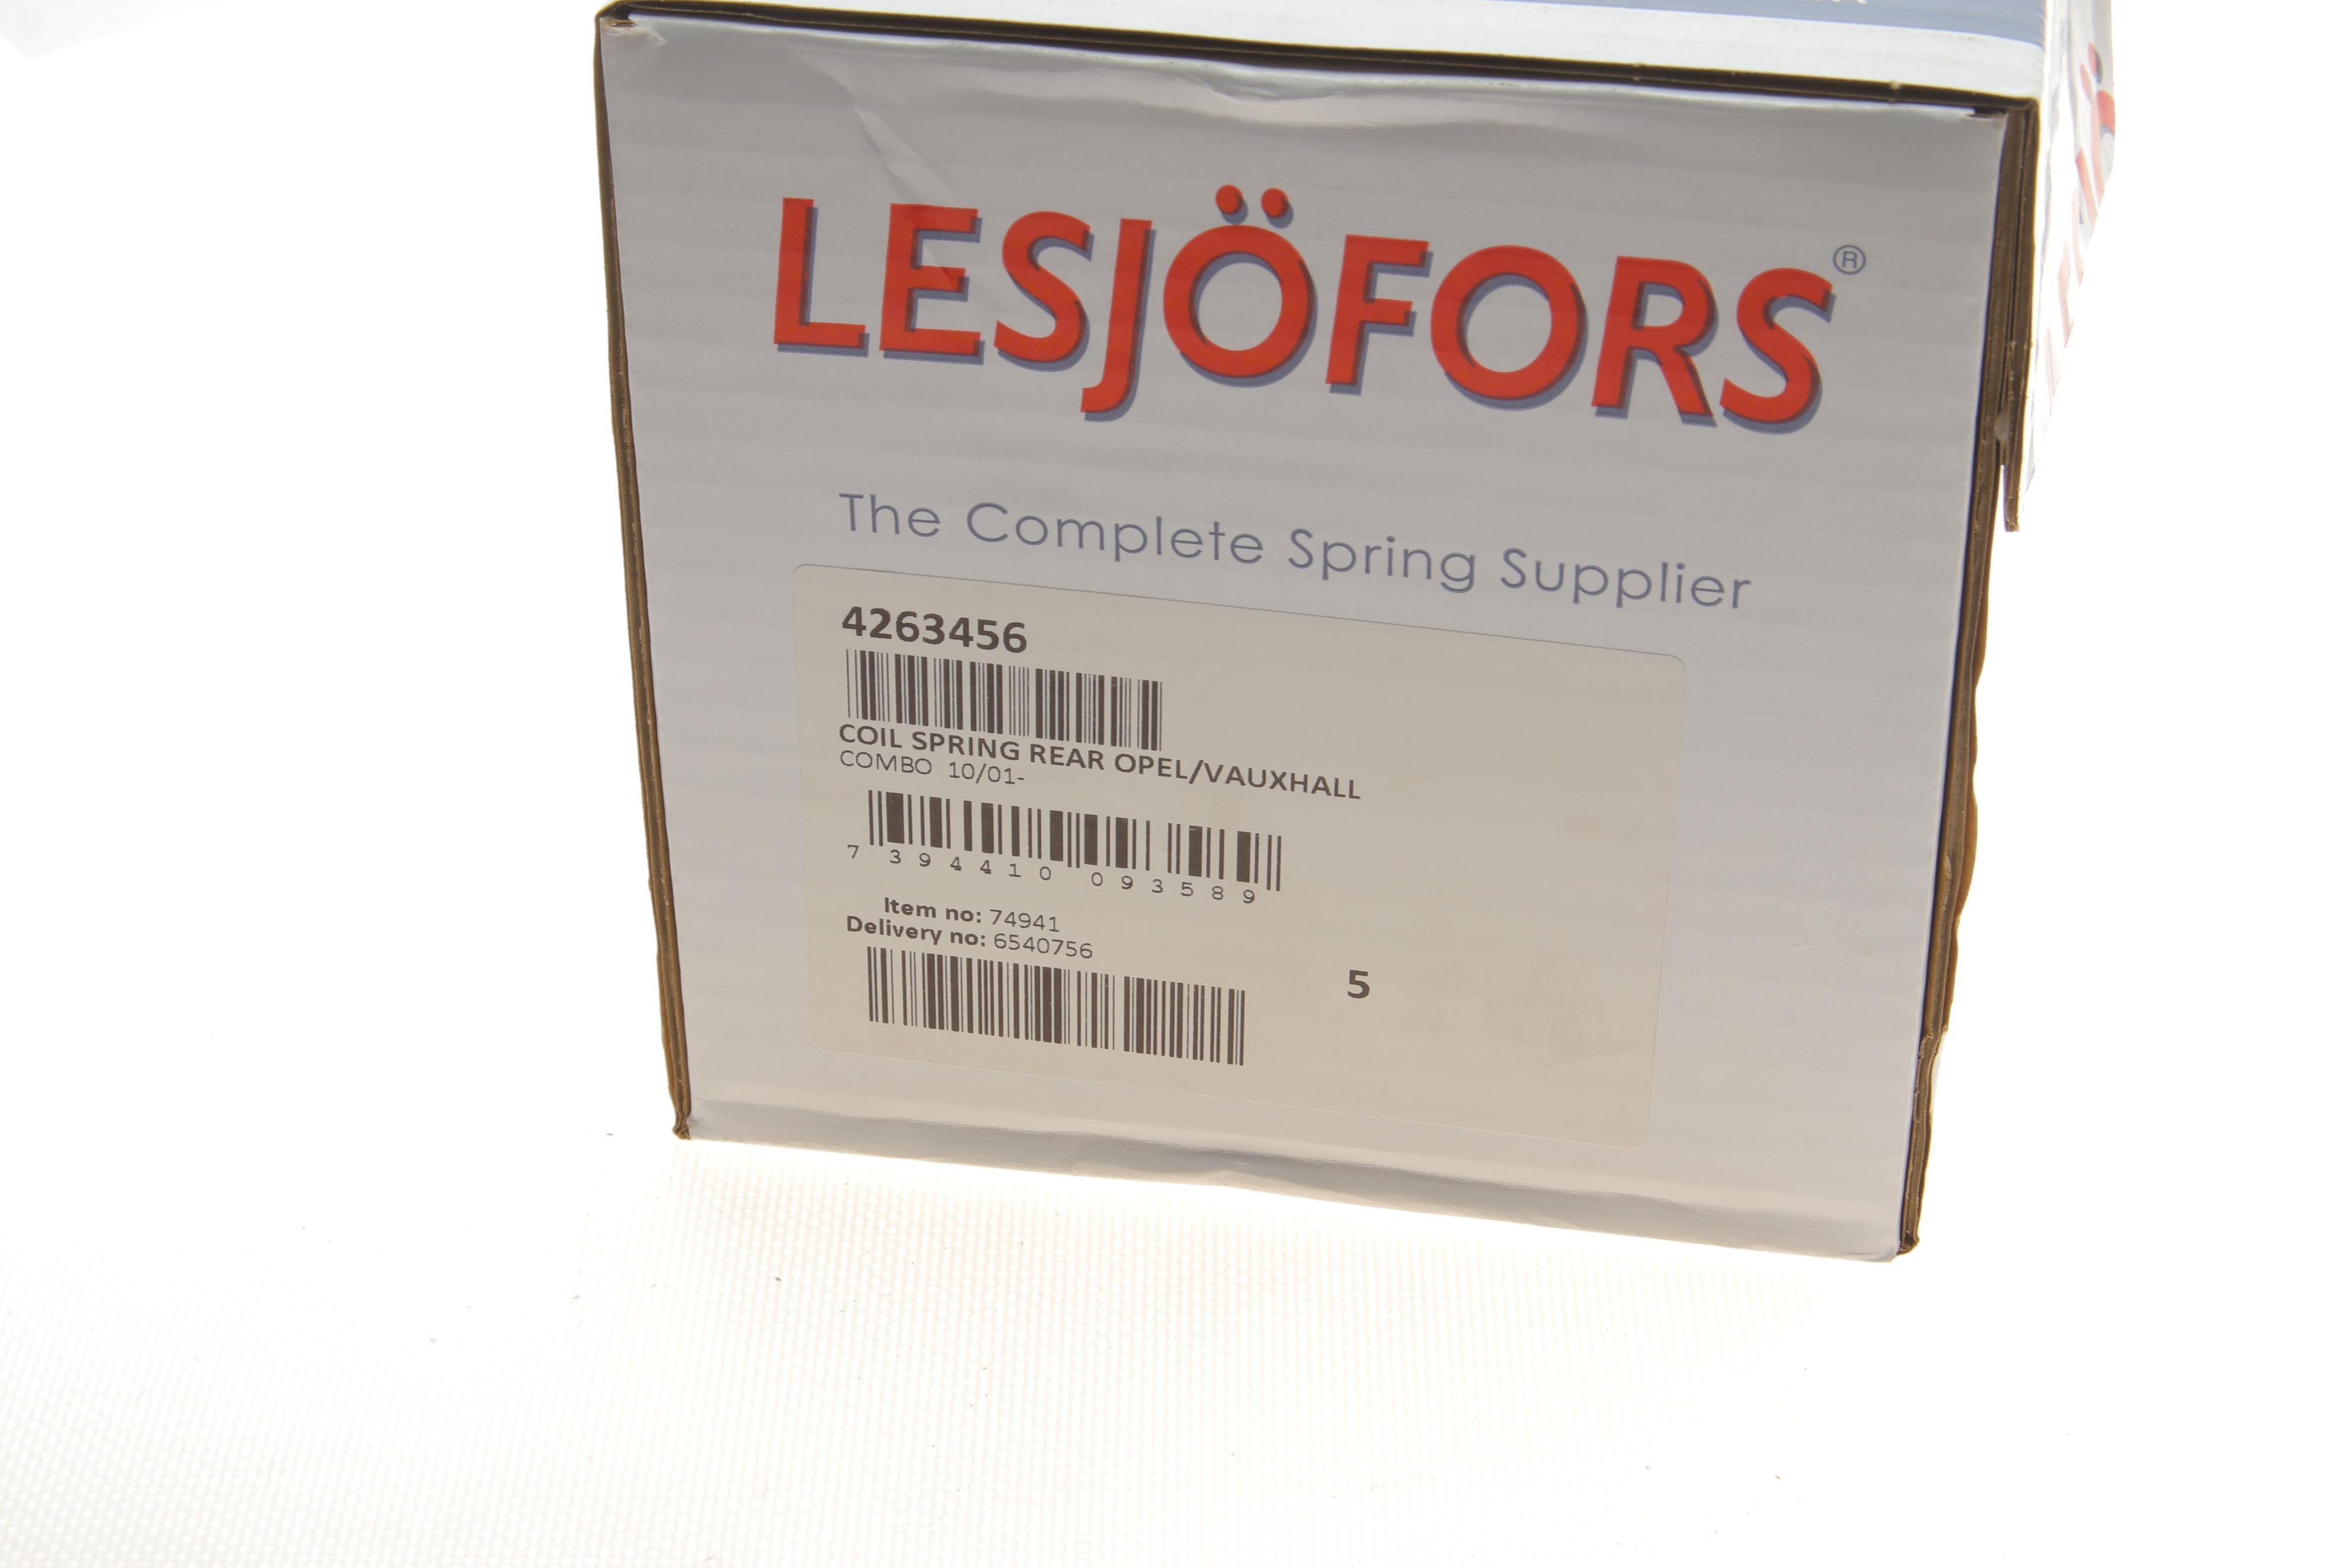 LESJÖFORS®
The Complete Spring Supplier
4263456
COIL SPRING REAR OPEL/VAUXHALL
COMBO 10/01-
7 394410 093589
Item no: 74941
Delivery no: 6540756
5